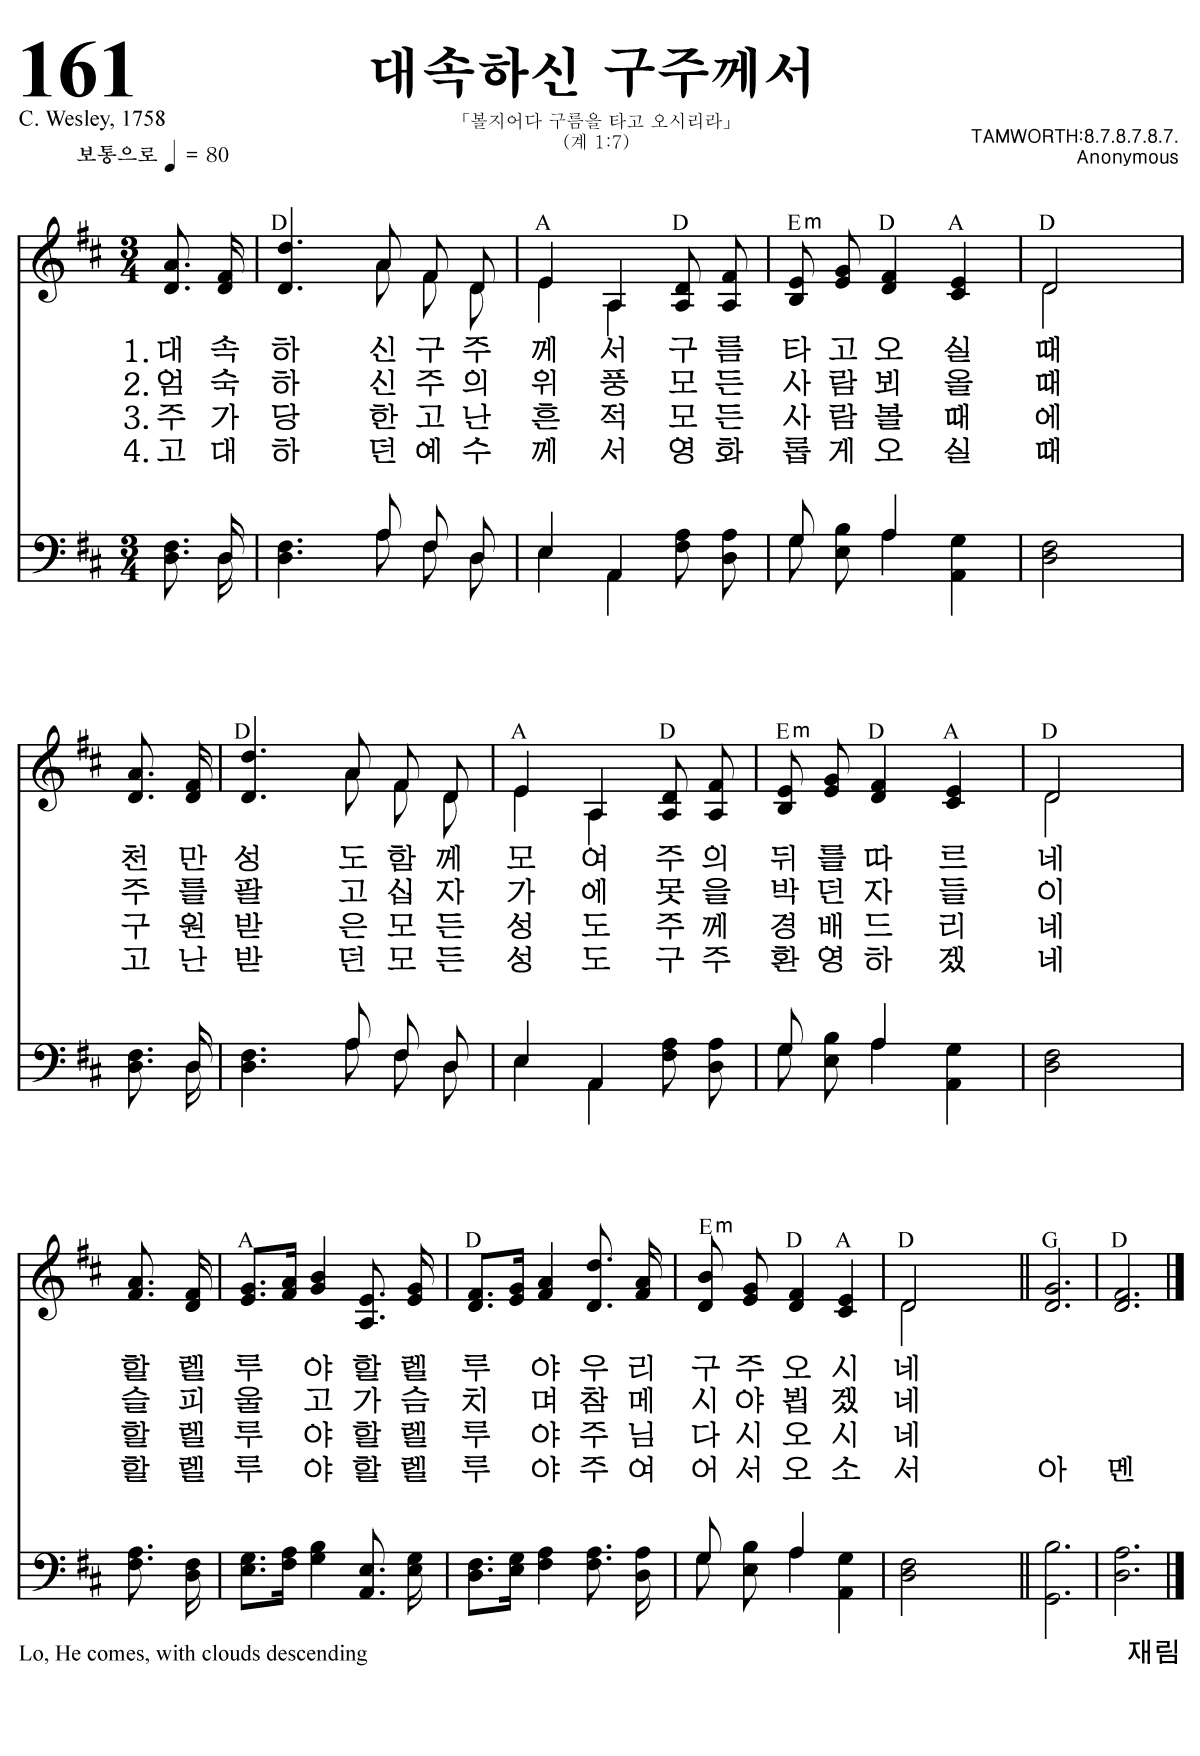 161
대속하신 구주께서
C. Wesley, 1758
「볼지어다 구름을 타고 오시리라」
(계 1:7)
TAMWORTH:8.7.8.7.8.7.
Anonymous
보통으로 ♩ = 80
D A D Em D A D
1. 대 속 하 신 구 주 께 서 구 름 타 고 오 실 때
2. 엄 숙 하 신 주 의 위 풍 모 든 사 람 뵈 올 때
3. 주 가 당 한 고 난 흔 적 모 든 사 람 볼 때 에
4. 고 대 하 던 예 수 께 서 영 화 롭 게 오 실 때
D A D Em D A D
천 만 성 도 함 께 모 여 주 의 뒤 를 따 르 네
주 를 팔 고 십 자 가 에 못 을 박 던 자 들 이
구 원 받 은 모 든 성 도 주 께 경 배 드 리 네
고 난 받 던 모 든 성 도 구 주 환 영 하 겠 네
A D Em D A D G D
할 렐 루 야 할 렐 루 야 우 리 구 주 오 시 네
슬 피 울 고 가 슴 치 며 참 메 시 야 뵙 겠 네
할 렐 루 야 할 렐 루 야 주 님 다 시 오 시 네
할 렐 루 야 할 렐 루 야 주 여 어 서 오 소 서 아 멘
Lo, He comes, with clouds descending
재림